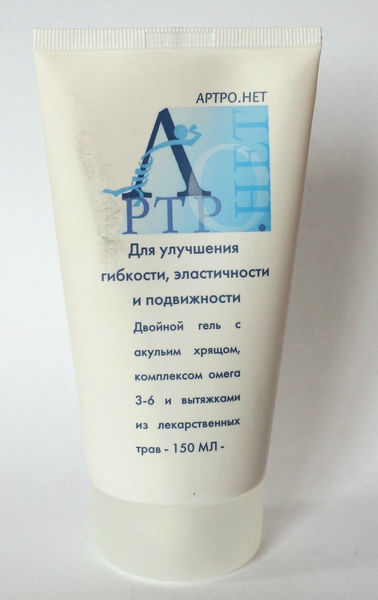 АРТРО.НЕТ
АРТРО.НЕТ
Для улучшения
гибкости, эластичности
и подвижности
Двойной гель с
акульим хрящом,
комплексом омега
3-6 и вытяжками
из лекарственных
трав - 150 МЛ -